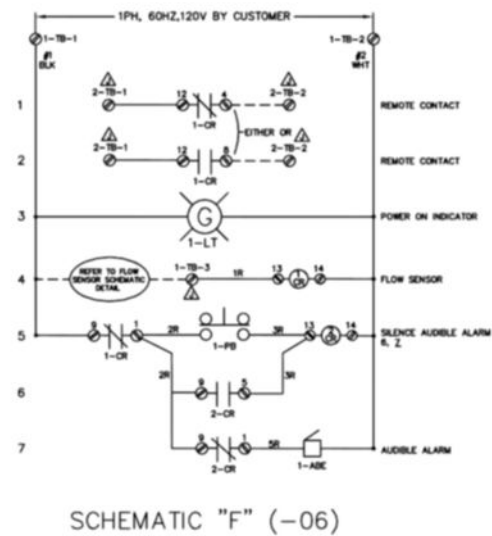 1PH, 60HZ,120V BY CUSTOMER
1-TB-1
1-TB-2
#1
BLK
#2
WHT
1
2-TB-1
12
4
2-TB-2
REMOTE CONTACT
1-CR
EITHER OR
2
2-TB-1
12
8
2-TB-2
REMOTE CONTACT
1-CR
3
G
POWER ON INDICATOR
1-LT
4
REFER TO FLOW
SENSOR SCHEMATIC
DETAIL
1-TB-3
1R
13
1
CR
14
FLOW SENSOR
5
9
1
2R
3R
13
2
CR
14
SILENCE AUDIBLE ALARM
6, Z
1-CR
1-PB
2R
3R
6
9
5
2-CR
7
9
1
5R
AUDIBLE ALARM
2-CR
1-ABE
SCHEMATIC "F" (-06)